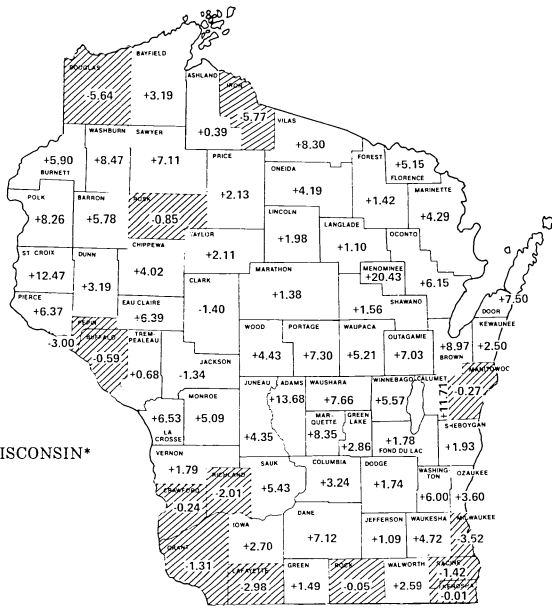 BAYFIELD
DOUGLAS
-5.64
+3.19
ASHLAND
IRON
+0.39
-5.77
VILAS
+8.30
+5.90
BURNETT
WASHBURN
+8.47
SAWYER
+7.11
PRICE
+2.13
ONEIDA
+4.19
FOREST
+1.42
+5.15
FLORENCE
MARINETTE
+4.29
POLK
+8.26
BARRON
+5.78
RUSK
-0.85
LINCOLN
+1.98
LANGLADE
+1.10
OCONTO
+6.15
TAYLOR
+2.11
CHIPPEWA
+4.02
ST CROIX
+12.47
DUNN
+3.19
MARATHON
+1.38
MENOMINEE
+20.43
SHAWANO
+1.56
CLARK
-1.40
PIERCE
+6.37
EAU CLAIRE
+6.39
+7.50
DOOR
PEPIN
-3.00
BUFFALO
-0.59
TREM-
PEALEAU
+0.68
JACKSON
-1.34
WOOD
+4.43
PORTAGE
+7.30
WAUPACA
+5.21
OUTAGAMIE
+7.03
+8.97
BROWN
KEWAUNEE
+2.50
MANITOWOC
-0.27
JUNEAU
+4.35
ADAMS
+13.68
WAUSHARA
+7.66
WINNEBAGO
+5.57
CALUMET
+11.71
MONROE
+5.09
+6.53
LA
CROSSE
MAR-
QUETTE
+8.35
GREEN
LAKE
+2.86
+1.78
FOND DU LAC
SHEBOYGAN
+1.93
ISCONSIN*
VERNON
+1.79
RICHLAND
-2.01
SAUK
+5.43
COLUMBIA
+3.24
DODGE
+1.74
WASHING
TON
+6.00
OZAUKEE
+3.60
CRAWFORD
-0.24
GRANT
-1.31
IOWA
+2.70
DANE
+7.12
JEFFERSON
+1.09
WAUKESHA
+4.72
MILWAUKEE
-3.52
LAFAYETTE
-2.98
GREEN
+1.49
ROCK
-0.05
WALWORTH
+2.59
RACINE
-1.42
KENOSHA
-0.01